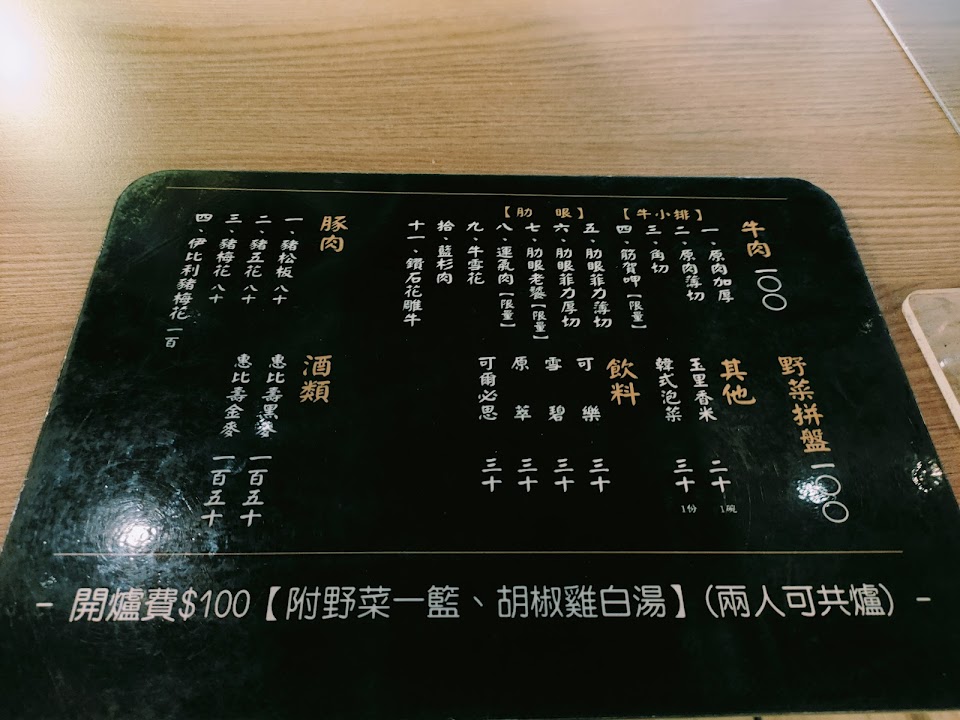 牛肉 一〇〇
【牛小排】
一、原肉加厚
二、原肉薄切
三、角切
四、筋賀呷【限量】
【肋 眼】
五、肋眼菲力薄切
六、肋眼菲力厚切
七、肋眼老饕【限量】
八、運氣肉【限量】
九、牛雪花
拾、藍衫肉
十一、鑽石花雕牛
豚肉
一、豬松板 八十
二、豬五花 八十
三、豬梅花 八十
四、伊比利豬梅花 一百
野菜拼盤 一〇〇
其他
玉里香米 二十 1碗
韓式泡菜 三十 1份
飲料
可樂 三十
雪碧 三十
原萃 三十
可爾必思 三十
酒類
惠比壽黑麥 一百五十
惠比壽金麥 一百五十
- 開爐費$100【附野菜一籃、胡椒雞白湯】(兩人可共爐) -